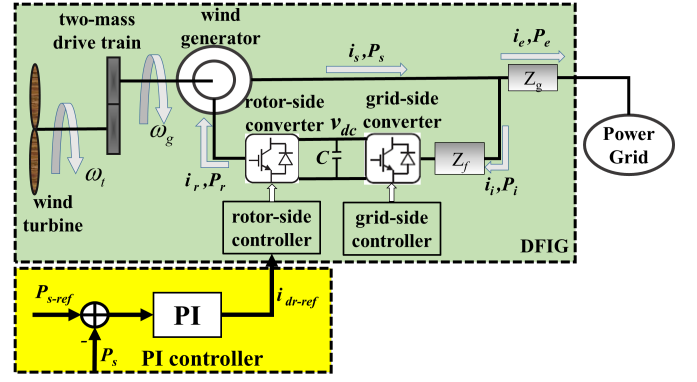 two-mass
drive train
wind
generator
i_s,P_s
i_e,P_e
Z_g
ω_g
rotor-side
converter
v_dc
grid-side
converter
C
Z_f
Power
Grid
ω_t
i_r,P_r
i_i,P_i
wind
turbine
rotor-side
controller
grid-side
controller
DFIG
P_s-ref
PI
i_dr-ref
-
P_s
PI controller